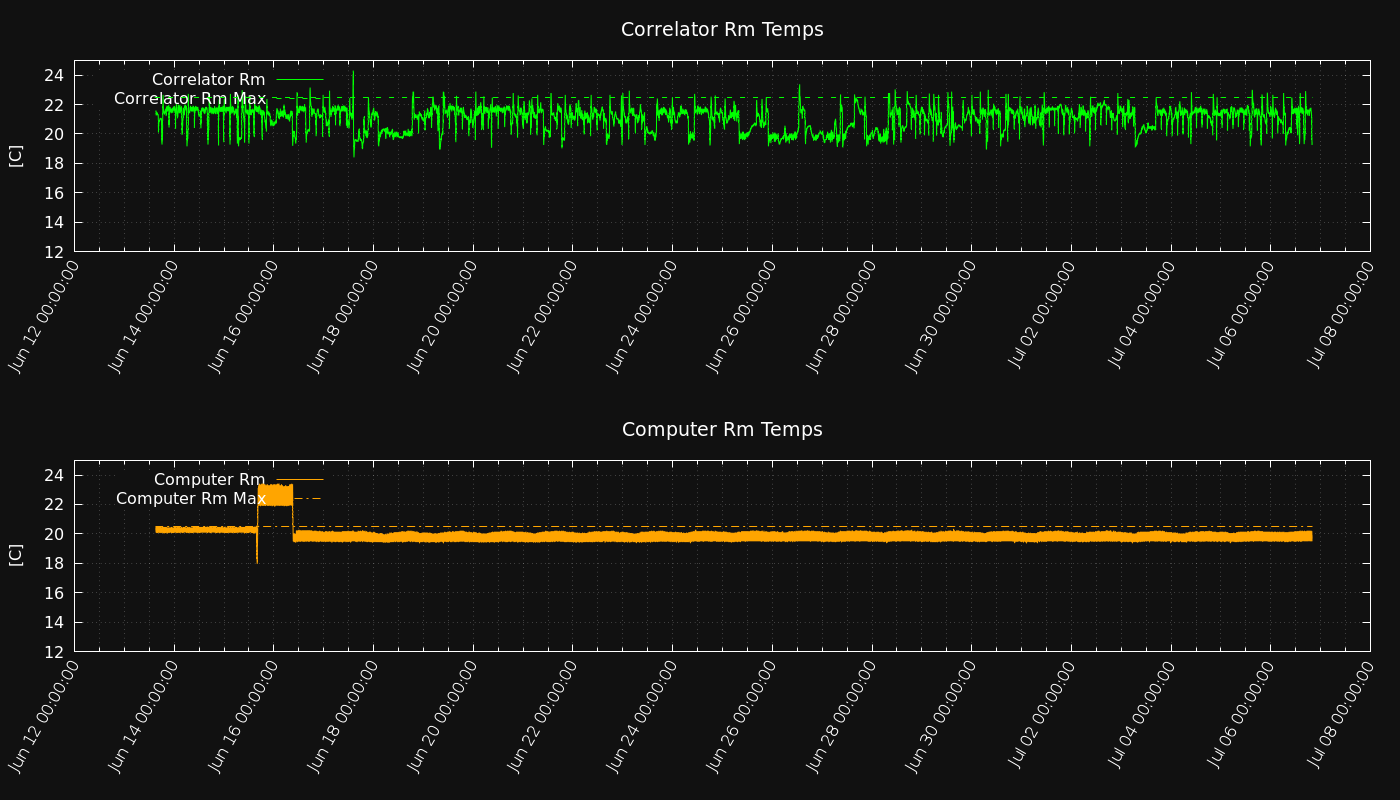 Correlator Rm Temps
24
22
20
18
16
14
12
[C]
Correlator Rm
Correlator Rm Max
Jun 12 00:00:00
Jun 14 00:00:00
Jun 16 00:00:00
Jun 18 00:00:00
Jun 20 00:00:00
Jun 22 00:00:00
Jun 24 00:00:00
Jun 26 00:00:00
Jun 28 00:00:00
Jun 30 00:00:00
Jul 02 00:00:00
Jul 04 00:00:00
Jul 06 00:00:00
Jul 08 00:00:00
Computer Rm Temps
24
22
20
18
16
14
12
[C]
Computer Rm
Computer Rm Max
Jun 12 00:00:00
Jun 14 00:00:00
Jun 16 00:00:00
Jun 18 00:00:00
Jun 20 00:00:00
Jun 22 00:00:00
Jun 24 00:00:00
Jun 26 00:00:00
Jun 28 00:00:00
Jun 30 00:00:00
Jul 02 00:00:00
Jul 04 00:00:00
Jul 06 00:00:00
Jul 08 00:00:00